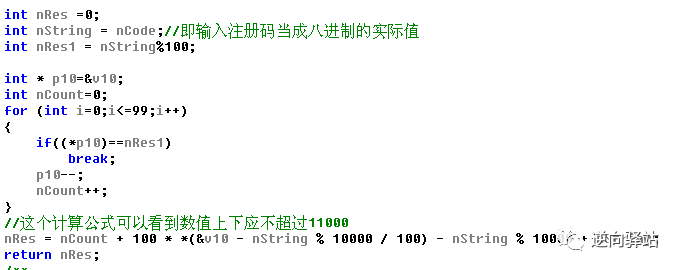 int nRes =0;
int nString = nCode;//即输入注册码当成八进制的实际值
int nRes1 = nString%100;
int * p10=&v10;
int nCount=0;
for (int i=0;i<=99;i++)
{
if((*p10)==nRes1)
break;
p10--;
nCount++;
}
//这个计算公式可以看到数值上下应不超过11000
nRes = nCount + 100 * *(&v10 - nString % 10000 / 100) - nString % 100
逆向驿站
return nRes;
/**